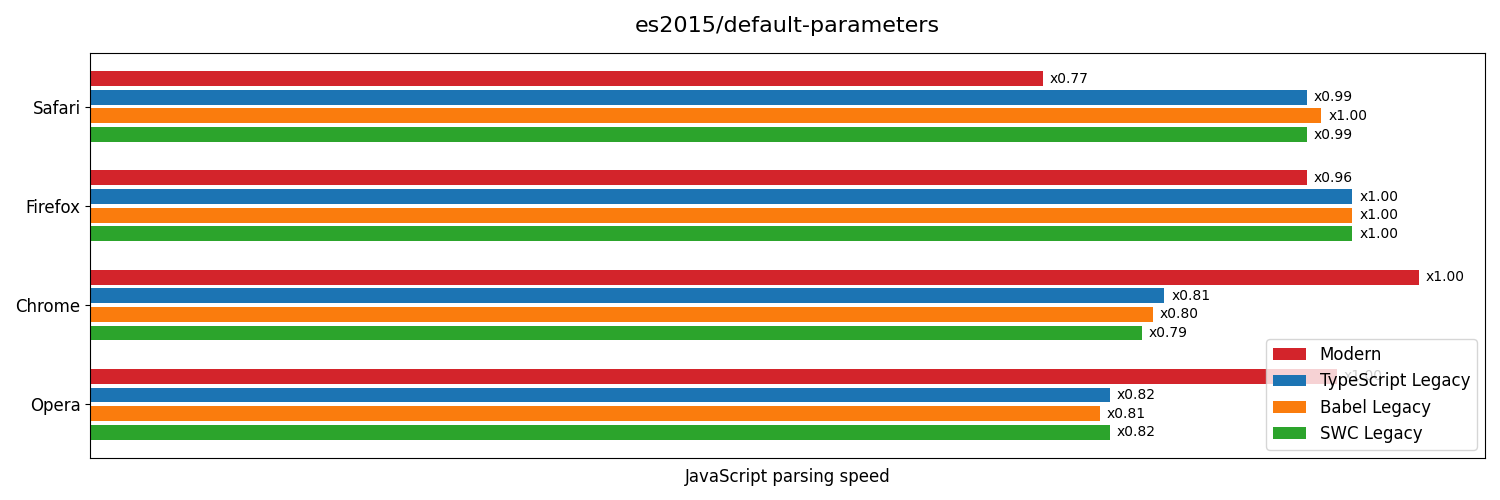 es2015/default-parameters
Safari
x0.77
x0.99
x1.00
x0.99
Firefox
x0.96
x1.00
x1.00
x1.00
Chrome
x1.00
x0.81
x0.80
x0.79
Opera
x1.00
x0.82
x0.81
x0.82
Modern
TypeScript Legacy
Babel Legacy
SWC Legacy
JavaScript parsing speed